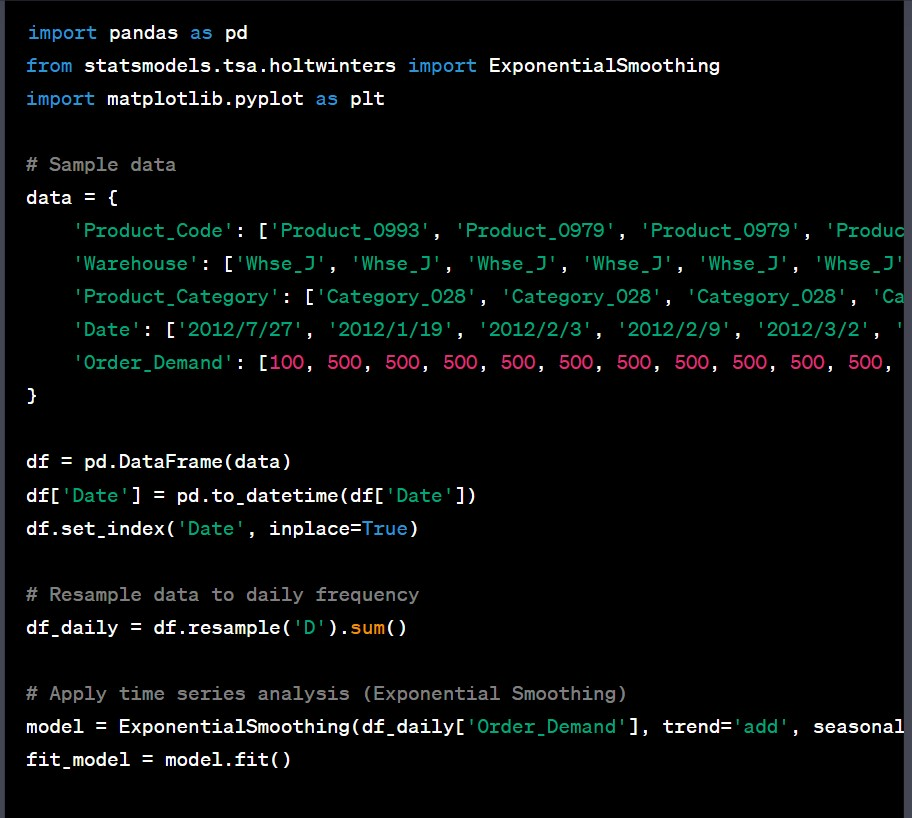 import pandas as pd
from statsmodels.tsa.holtwinters import ExponentialSmoothing
import matplotlib.pyplot as plt
# Sample data
data = {
    'Product_Code': ['Product_0993', 'Product_0979', 'Product_0979', 'Produc
    'Warehouse': ['Whse_J', 'Whse_J', 'Whse_J', 'Whse_J', 'Whse_J', 'Whse_J'
    'Product_Category': ['Category_028', 'Category_028', 'Category_028', 'Ca
    'Date': ['2012/7/27', '2012/1/19', '2012/2/3', '2012/2/9', '2012/3/2', '
    'Order_Demand': [100, 500, 500, 500, 500, 500, 500, 500, 500, 500, 500,
}
df = pd.DataFrame(data)
df['Date'] = pd.to_datetime(df['Date'])
df.set_index('Date', inplace=True)
# Resample data to daily frequency
df_daily = df.resample('D').sum()
# Apply time series analysis (Exponential Smoothing)
model = ExponentialSmoothing(df_daily['Order_Demand'], trend='add', seasonal
fit_model = model.fit()